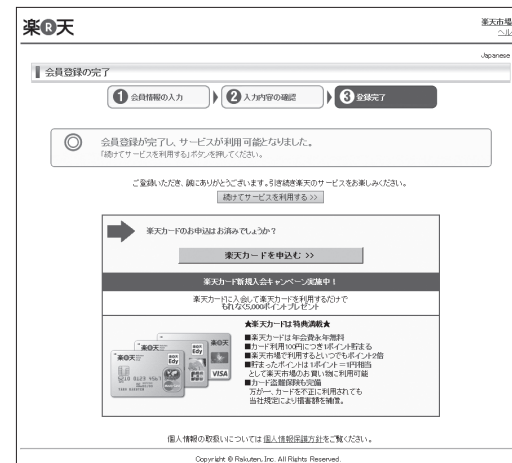 楽R天
楽天市場
ヘル
Japanese
会員登録の完了
1 会員情報の入力
2 入力内容の確認
3 登録完了
会員登録が完了し、サービスが利用可能となりました。
「続けてサービスを利用する」ボタンを押してください。
ご登録いただき、誠にありがとうございます。引き続き楽天のサービスをお楽しみください。
続けてサービスを利用する >>
楽天カードのお申込はお済みでしょうか？
楽天カードを申込む >>
楽天カード新規入会キャンペーン実施中！
楽天カードに入会して楽天カードを利用するだけで
もれなく5,000ポイントプレゼント
★楽天カードは特典満載★
■楽天カードは年会費永年無料
■カード利用100円につき1ポイント貯まる
■楽天市場で利用するといつでもポイント2倍
■貯まったポイントは1ポイント＝1円相当
として楽天市場のお買い物に利用可能
■カード盗難保険も完備
万が一、カードを不正に利用されても
当社規定により損害額を補償。
楽天
Edy
VISA
個人情報の取扱いについては個人情報保護方針をご覧ください。
Copyright © Rakuten, Inc. All Rights Reserved.